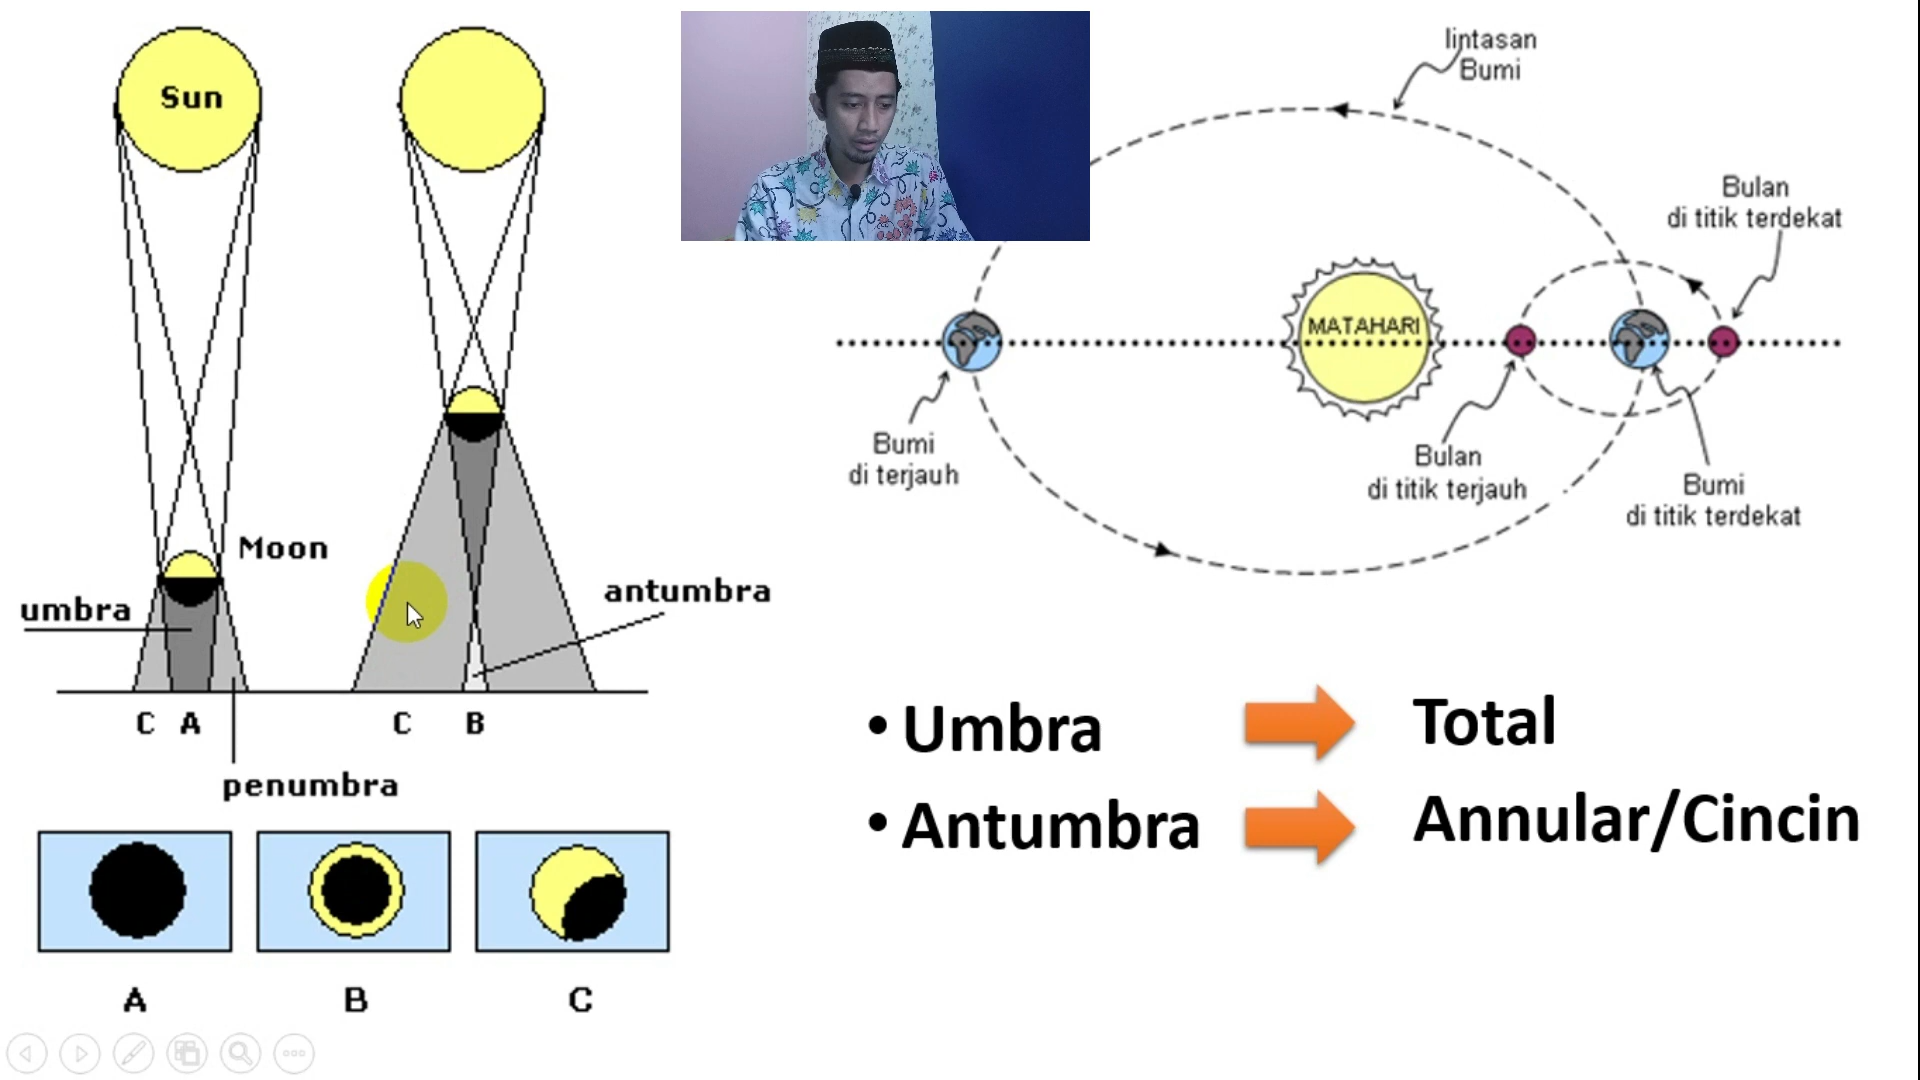 Sun
Moon
umbra
antumbra
C A
C B
penumbra
A
B
C
lintasan
Bumi
Bulan
di titik terdekat
MATAHARI
Bumi
di terjauh
Bulan
di titik terjauh
Bumi
di titik terdekat
• Umbra
Total
• Antumbra
Annular/Cincin